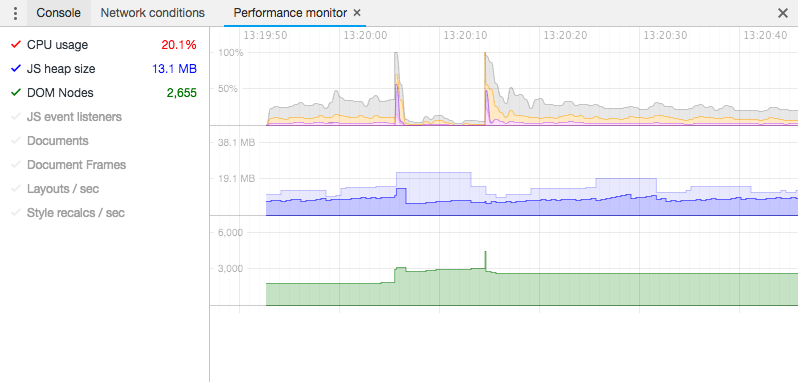 Console Network conditions Performance monitor
CPU usage 20.1%
JS heap size 13.1 MB
DOM Nodes 2,655
JS event listeners
Documents
Document Frames
Layouts / sec
Style recalcs / sec
13:19:50 13:20:00 13:20:10 13:20:20 13:20:30 13:20:40
100%
50%
38.1 MB
19.1 MB
6,000
3,000